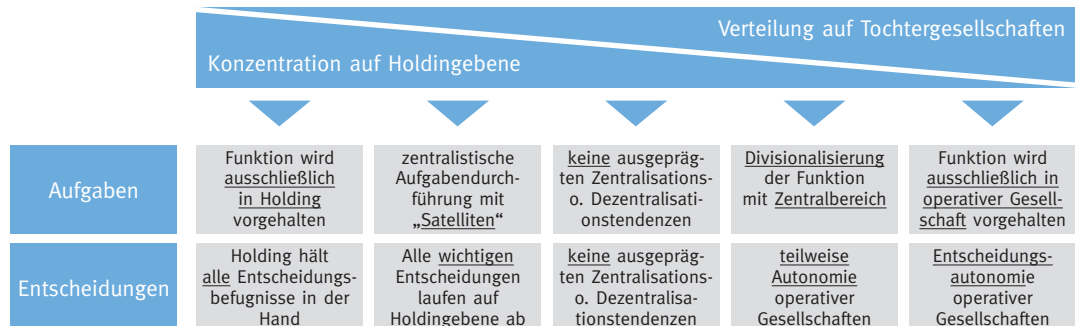 Verteilung auf Tochtergesellschaften
Konzentration auf Holdingebene
Aufgaben
Funktion wird
ausschließlich
in Holding
vorgehalten
zentralistische
Aufgabendurch-
führung mit
„Satelliten“
keine ausgepräg-
ten Zentralisations-
o. Dezentralisati-
onstendenzen
Divisionalisierung
der Funktion
mit Zentralbereich
Funktion wird
ausschließlich in
operativer Gesell-
schaft vorgehalten
Entscheidungen
Holding hält
alle Entscheidungs-
befugnisse in der
Hand
Alle wichtigen
Entscheidungen
laufen auf
Holdingebene ab
keine ausgepräg-
ten Zentralisations-
o. Dezentralisa-
tionstendenzen
teilweise
Autonomie
operativer
Gesellschaften
Entscheidungs-
autonomie
operativer
Gesellschaften